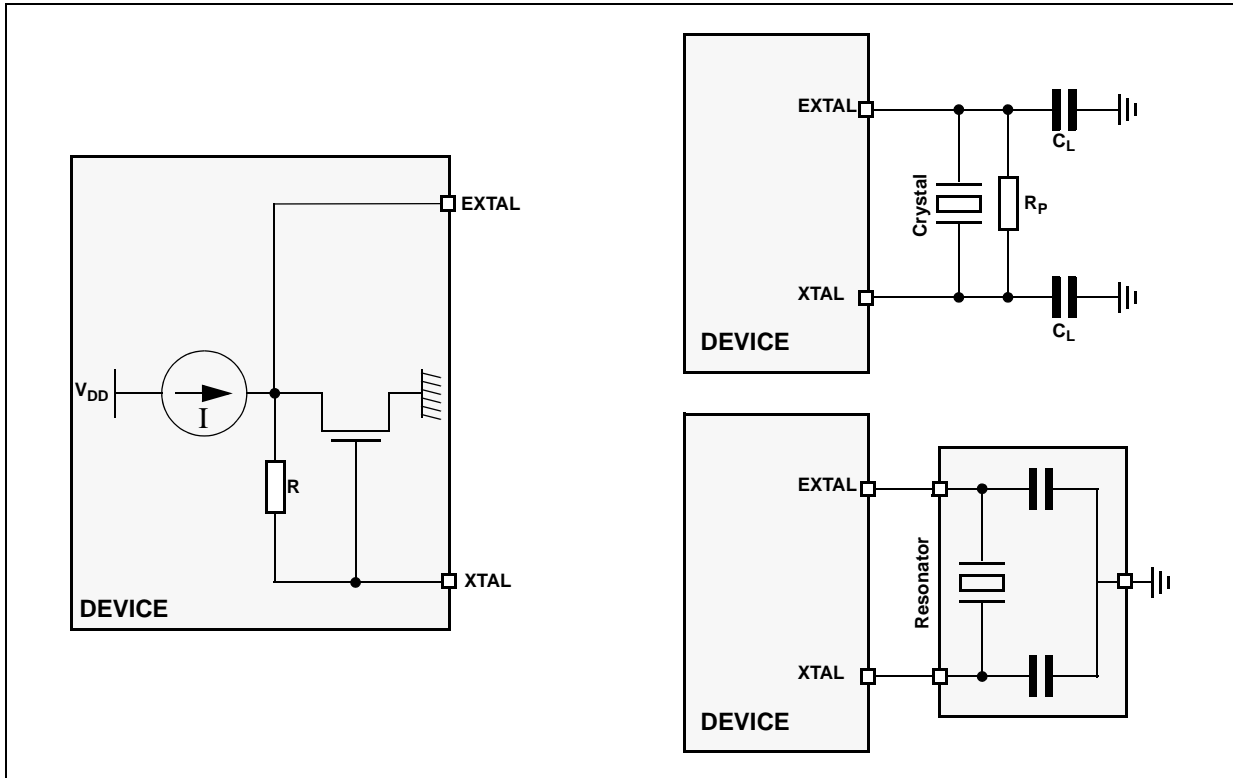 EXTAL
V_DD
I
R
XTAL
DEVICE
EXTAL
C_L
Crystal
R_P
XTAL
C_L
DEVICE
EXTAL
Resonator
XTAL
DEVICE